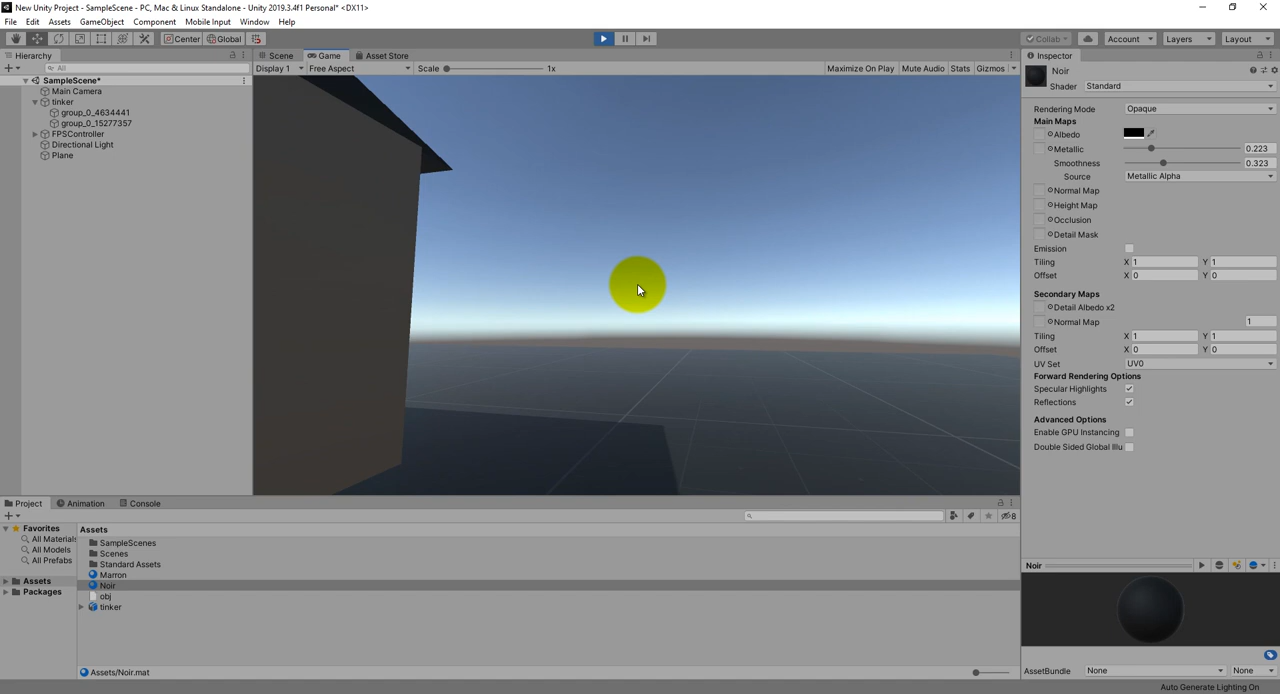 New Unity Project - SampleScene - PC, Mac & Linux Standalone - Unity 2019.3.4f1 Personal* <DX11>
File Edit Assets GameObject Component Mobile Input Window Help
Center Global Collab Account Layers Layout
Hierarchy Scene Game Asset Store Inspector
All Display 1 Free Aspect Scale 1x Maximize On Play Mute Audio Stats Gizmos
SampleScene*
Main Camera
tinker
group_0_4634441
group_0_15277357
FPSController
Directional Light
Plane
Noir
Shader Standard
Rendering Mode Opaque
Main Maps
Albedo
Metallic 0.223
Smoothness 0.323
Source Metallic Alpha
Normal Map
Height Map
Occlusion
Detail Mask
Emission
Tiling X 1 Y 1
Offset X 0 Y 0
Secondary Maps
Detail Albedo x2
Normal Map 1
Tiling X 1 Y 1
Offset X 0 Y 0
UV Set UV0
Forward Rendering Options
Specular Highlights
Reflections
Advanced Options
Enable GPU Instancing
Double Sided Global Illu
Project Animation Console
8
Favorites
All Materials
All Models
All Prefabs
Assets
Packages
Assets
SampleScenes
Scenes
Standard Assets
Marron
Noir
obj
tinker
Assets/Noir.mat
Noir
AssetBundle None None
Auto Generate Lighting On